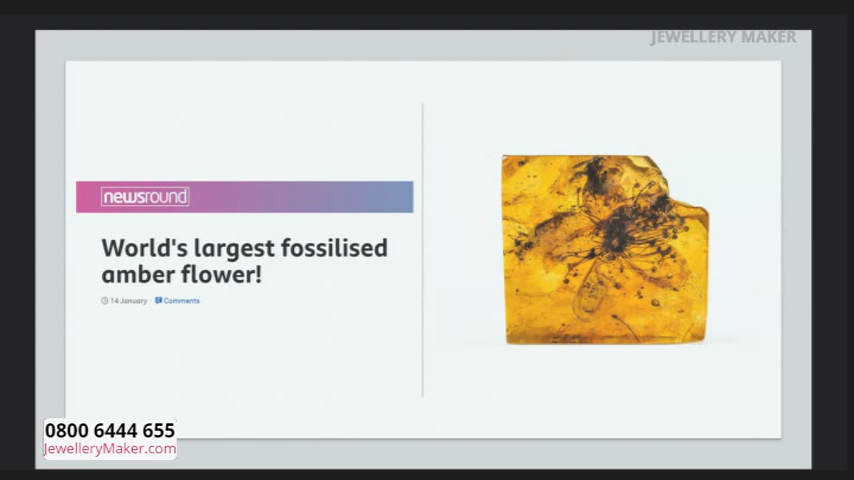 JEWELLERY MAKER
newsround
World's largest fossilised
amber flower!
14 January · Comments
0800 6444 655
JewelleryMaker.com